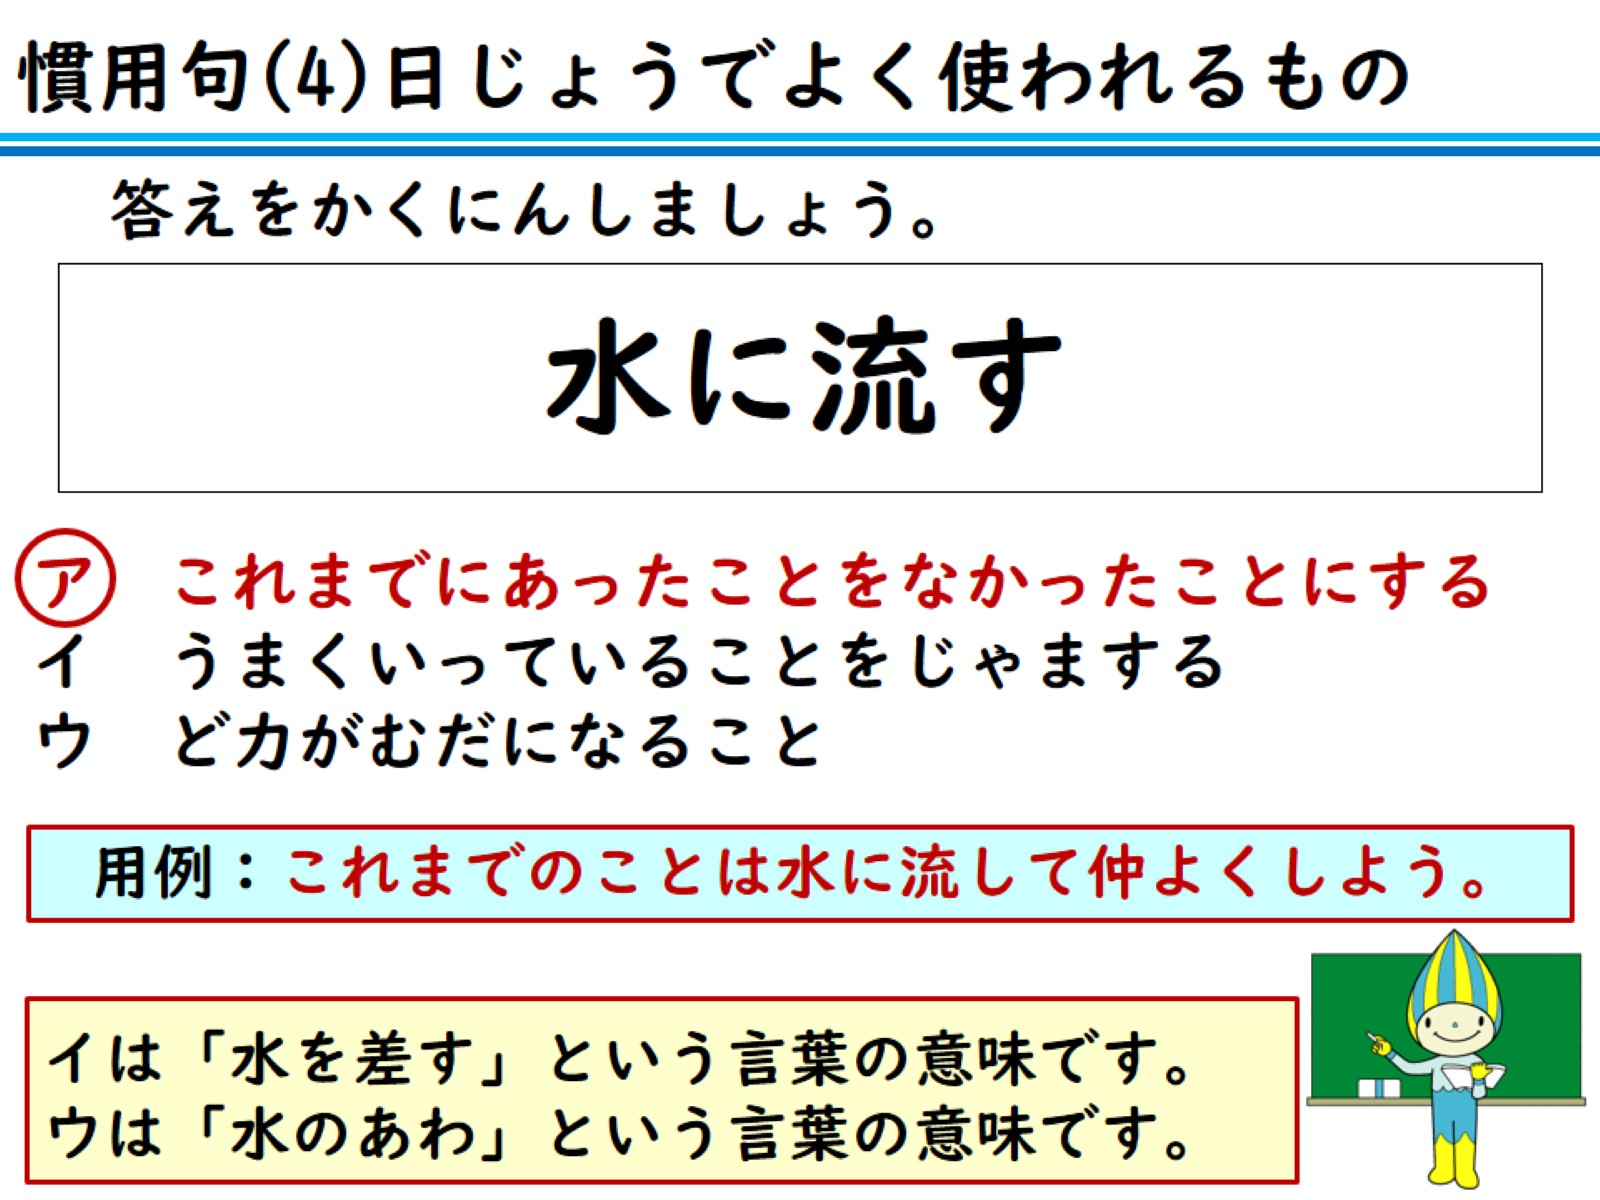 慣用句(4)日じょうでよく使われるもの
答えをかくにんしましょう。
水に流す
ア　これまでにあったことをなかったことにする
イ　うまくいっていることをじゃまする
ウ　ど力がむだになること
用例：これまでのことは水に流して仲よくしよう。
イは「水を差す」という言葉の意味です。
ウは「水のあわ」という言葉の意味です。